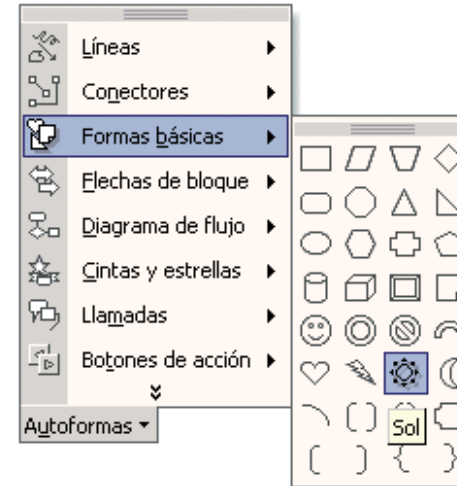 Líneas
Conectores
Formas básicas
Flechas de bloque
Diagrama de flujo
Cintas y estrellas
Llamadas
Botones de acción
Autoformas
Sol